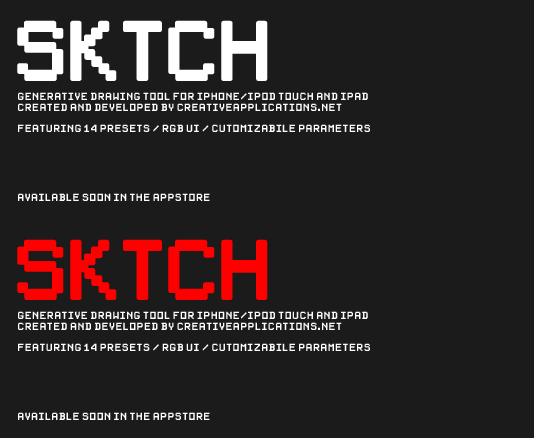 SKTCH
GENERATIVE DRAWING TOOL FOR IPHONE/IPOD TOUCH AND IPAD
CREATED AND DEVELOPED BY CREATIVEAPPLICATIONS.NET
FEATURING 14 PRESETS / RGB UI / CUTOMIZABILE PARAMETERS
AVAILABLE SOON IN THE APPSTORE
SKTCH
GENERATIVE DRAWING TOOL FOR IPHONE/IPOD TOUCH AND IPAD
CREATED AND DEVELOPED BY CREATIVEAPPLICATIONS.NET
FEATURING 14 PRESETS / RGB UI / CUTOMIZABILE PARAMETERS
AVAILABLE SOON IN THE APPSTORE